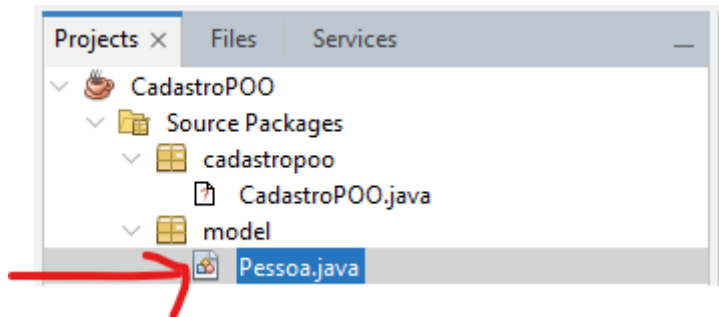 Projects Files Services
CadastroPOO
Source Packages
cadastropoo
CadastroPOO.java
model
Pessoa.java